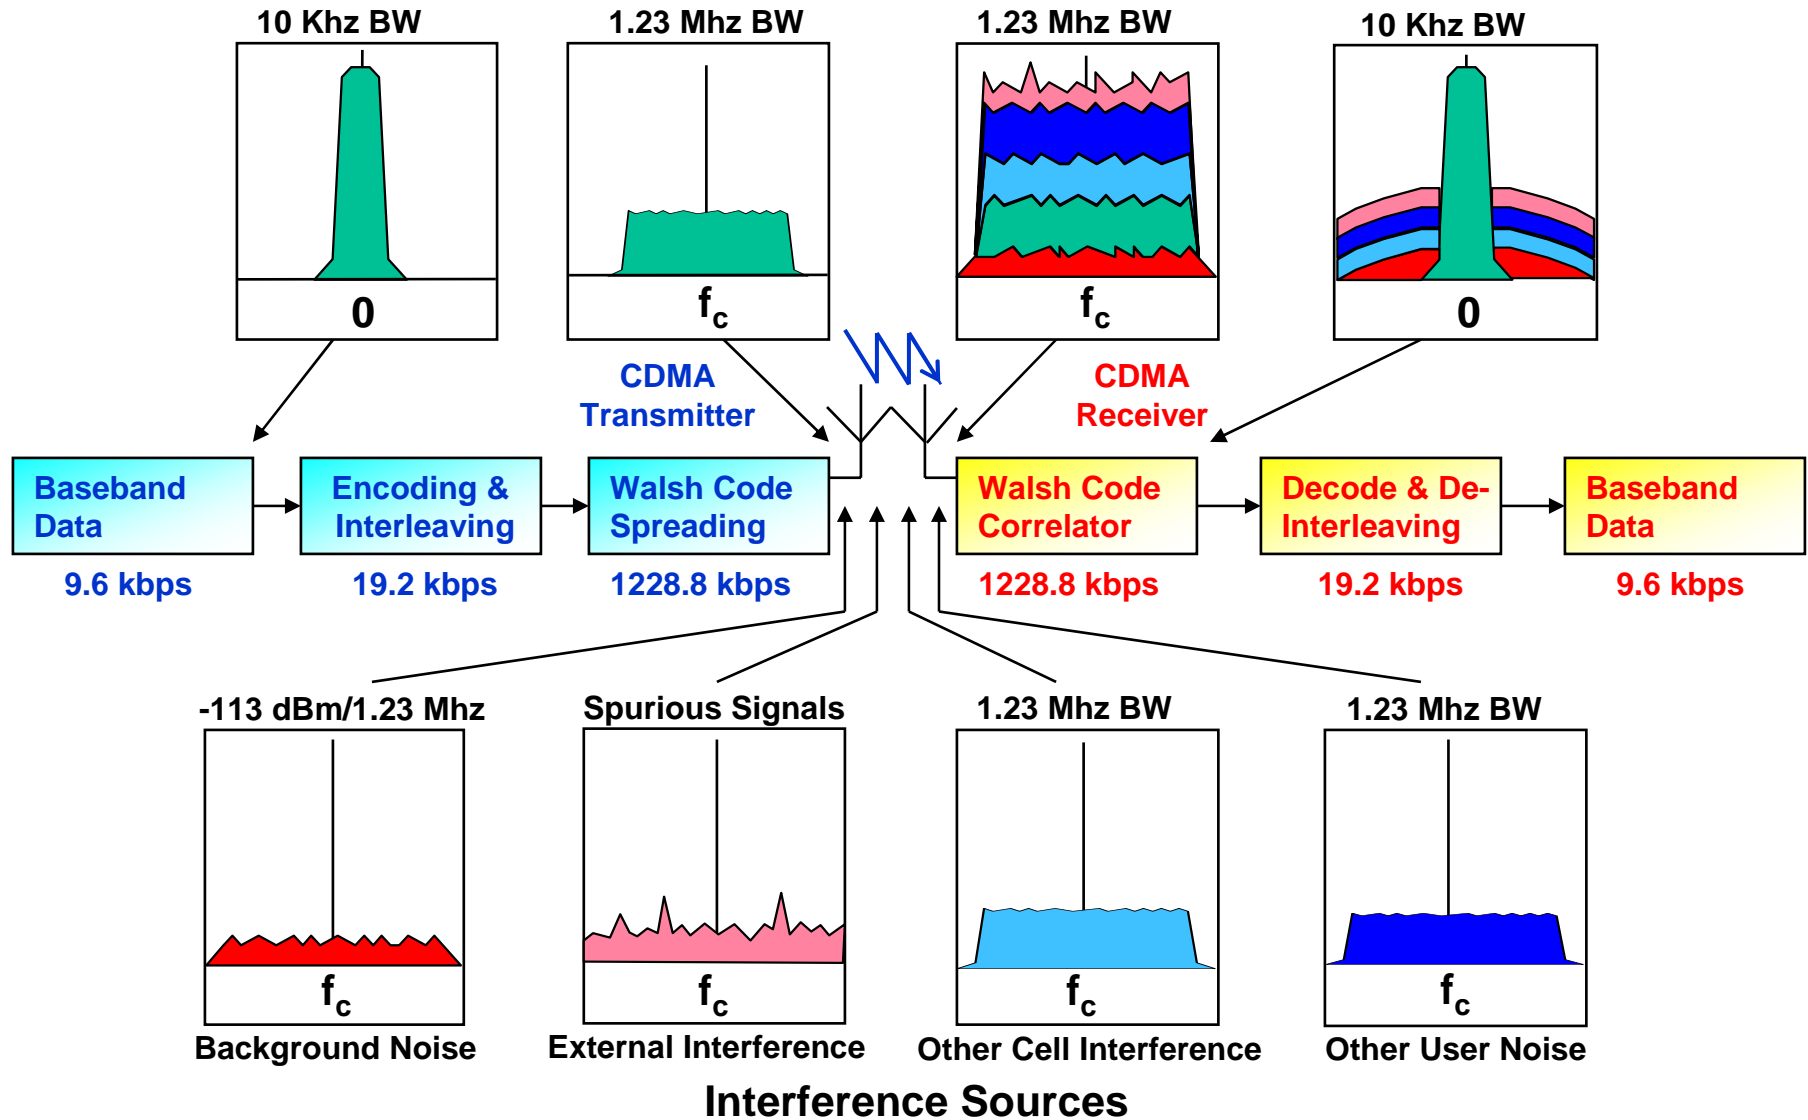 10 Khz BW
1.23 Mhz BW
1.23 Mhz BW
10 Khz BW
0
fc
fc
0
CDMA
Transmitter
CDMA
Receiver
Baseband
Data
Encoding &
Interleaving
Walsh Code
Spreading
Walsh Code
Correlator
Decode & De-
Interleaving
Baseband
Data
9.6 kbps
19.2 kbps
1228.8 kbps
1228.8 kbps
19.2 kbps
9.6 kbps
-113 dBm/1.23 Mhz
Spurious Signals
1.23 Mhz BW
1.23 Mhz BW
fc
fc
fc
fc
Background Noise
External Interference
Other Cell Interference
Other User Noise
Interference Sources